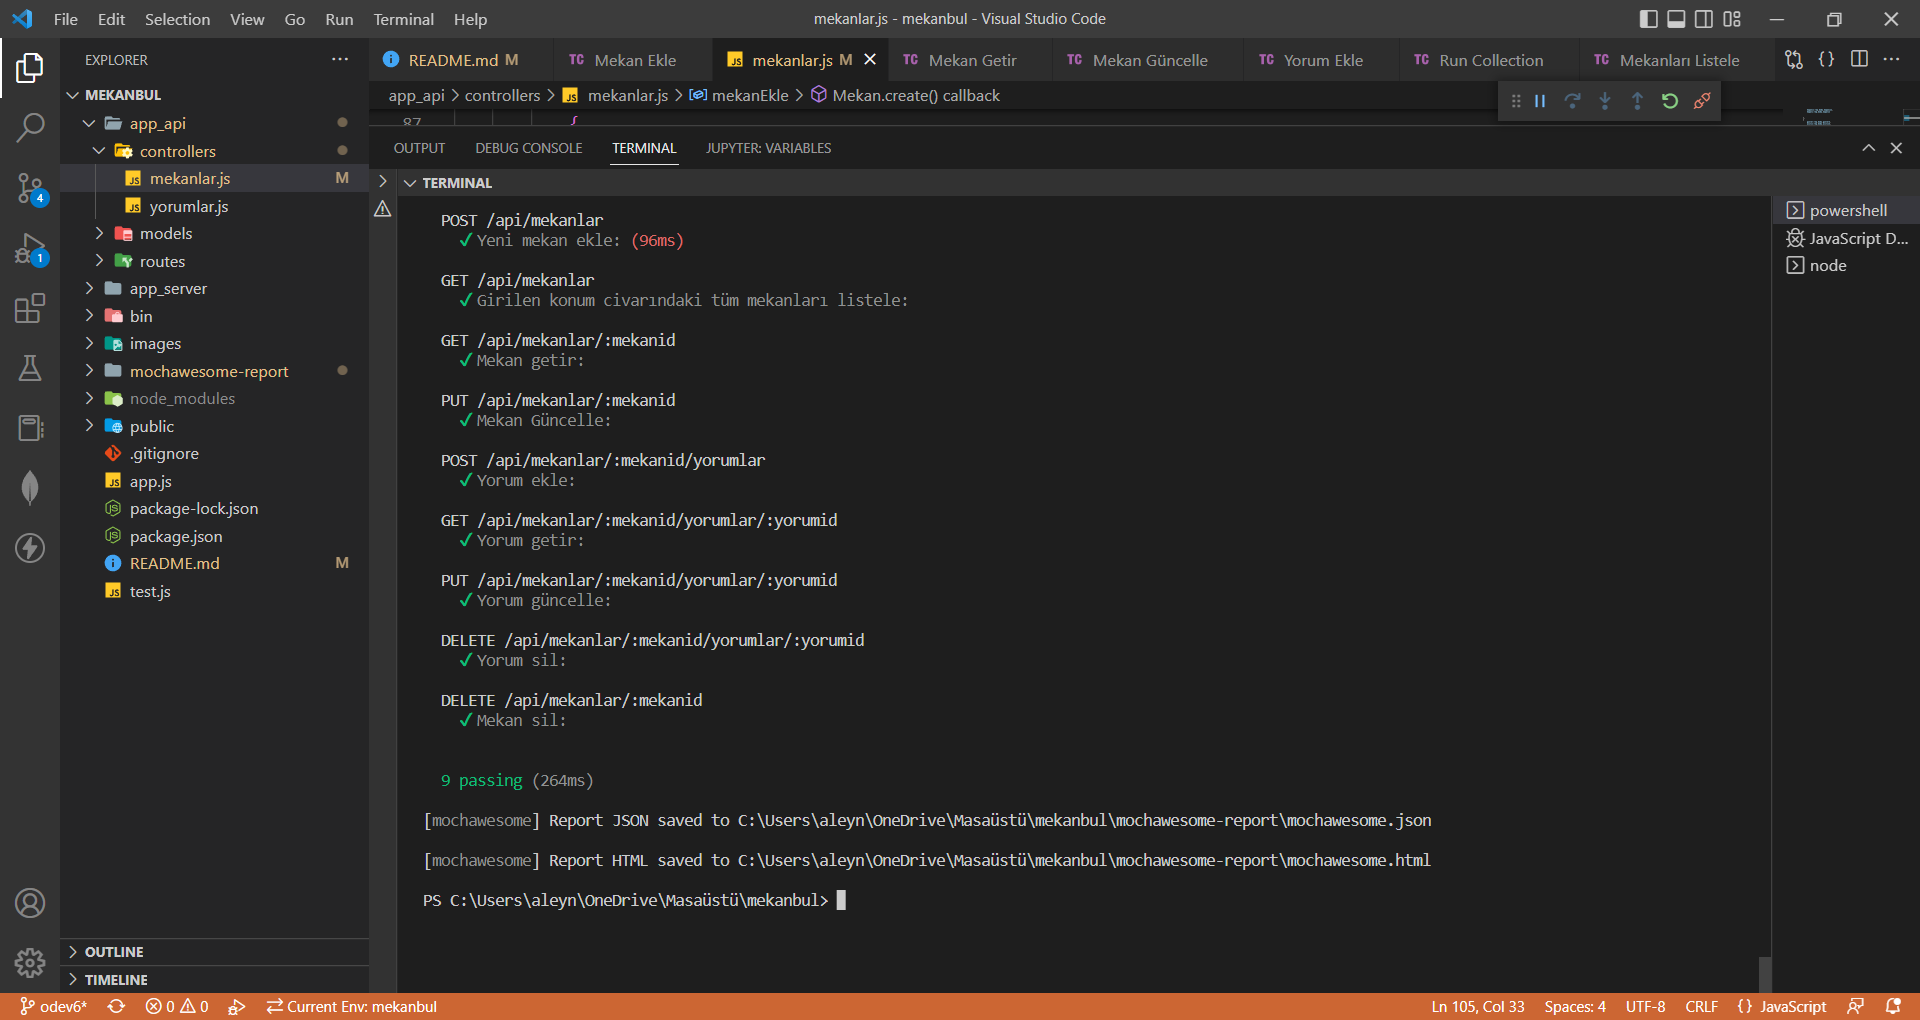 File Edit Selection View Go Run Terminal Help
mekanlar.js - mekanbul - Visual Studio Code
EXPLORER
README.md M
TC Mekan Ekle
JS mekanlar.js M
TC Mekan Getir
TC Mekan Güncelle
TC Yorum Ekle
TC Run Collection
TC Mekanları Listele
MEKANBUL
app_api
controllers
JS mekanlar.js M
JS yorumlar.js
models
routes
app_server
bin
images
mochawesome-report
node_modules
public
.gitignore
JS app.js
package-lock.json
package.json
README.md M
JS test.js
OUTLINE
TIMELINE
4
1
app_api > controllers > JS mekanlar.js > mekanEkle > Mekan.create() callback
87 {
OUTPUT DEBUG CONSOLE TERMINAL JUPYTER: VARIABLES
TERMINAL
POST /api/mekanlar
✓ Yeni mekan ekle: (96ms)
GET /api/mekanlar
✓ Girilen konum civarındaki tüm mekanları listele:
GET /api/mekanlar/:mekanid
✓ Mekan getir:
PUT /api/mekanlar/:mekanid
✓ Mekan Güncelle:
POST /api/mekanlar/:mekanid/yorumlar
✓ Yorum ekle:
GET /api/mekanlar/:mekanid/yorumlar/:yorumid
✓ Yorum getir:
PUT /api/mekanlar/:mekanid/yorumlar/:yorumid
✓ Yorum güncelle:
DELETE /api/mekanlar/:mekanid/yorumlar/:yorumid
✓ Yorum sil:
DELETE /api/mekanlar/:mekanid
✓ Mekan sil:
9 passing (264ms)
[mochawesome] Report JSON saved to C:\Users\aleyn\OneDrive\Masaüstü\mekanbul\mochawesome-report\mochawesome.json
[mochawesome] Report HTML saved to C:\Users\aleyn\OneDrive\Masaüstü\mekanbul\mochawesome-report\mochawesome.html
PS C:\Users\aleyn\OneDrive\Masaüstü\mekanbul>
powershell
JavaScript D...
node
odev6* 0 0 Current Env: mekanbul
Ln 105, Col 33 Spaces: 4 UTF-8 CRLF {} JavaScript